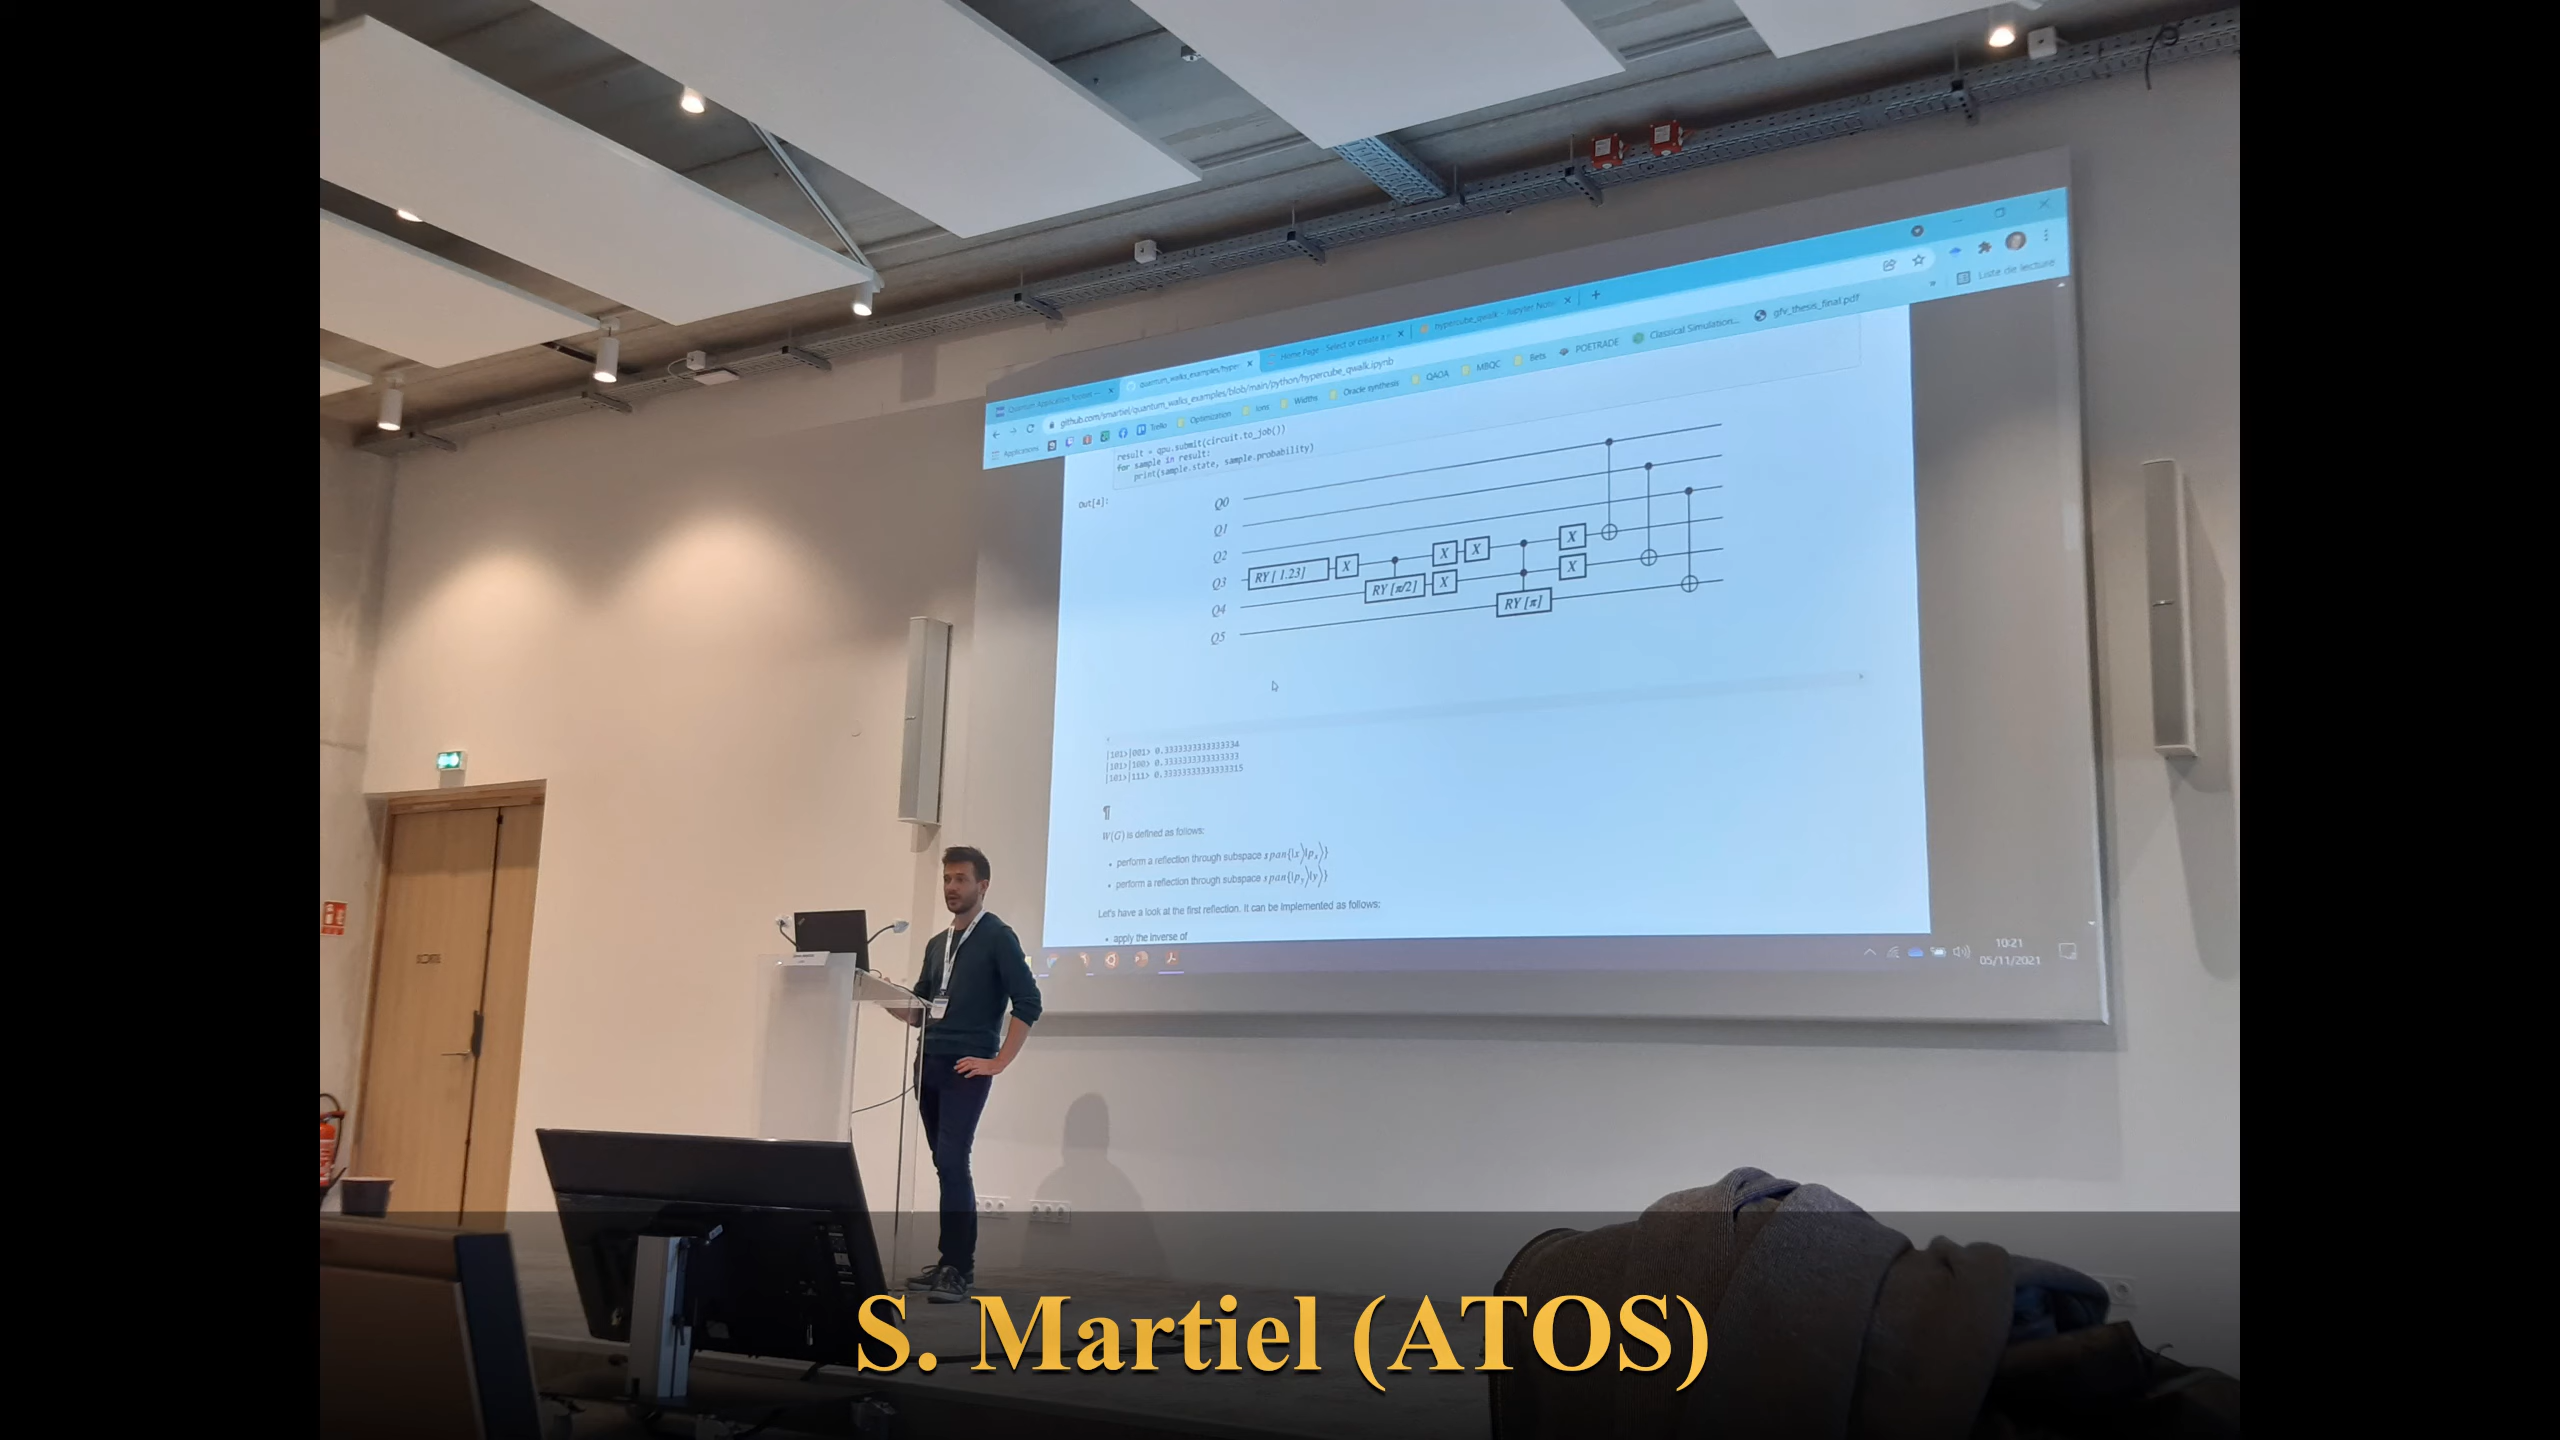 Quantum Application Toolset
quantum_walks_examples/hyper
Home Page - Select or create a n
hypercube_qwalk - Jupyter Note
github.com/smartiel/quantum_walks_examples/blob/main/python/hypercube_qwalk.ipynb
Applications
Trello
Optimization
Ions
Widths
Oracle synthesis
QAOA
MBQC
Bets
POETRADE
Classical Simulation...
gfv_thesis_final.pdf
»
Liste de lecture
result = qpu.submit(circuit.to_job())
for sample in result:
print(sample.state, sample.probability)
Out[4]:
Q0
Q1
Q2
Q3 RY [ 1.23] X X X X
Q4 RY [π/2] X X
Q5 RY [π]
|101>|001> 0.3333333333333334
|101>|100> 0.3333333333333333
|101>|111> 0.33333333333333315
¶
W(G) is defined as follows:
• perform a reflection through subspace span{|x⟩|pₓ⟩}
• perform a reflection through subspace span{|pᵧ⟩|y⟩}
Let's have a look at the first reflection. It can be implemented as follows:
• apply the inverse of
10:21
05/11/2021
S. Martiel (ATOS)